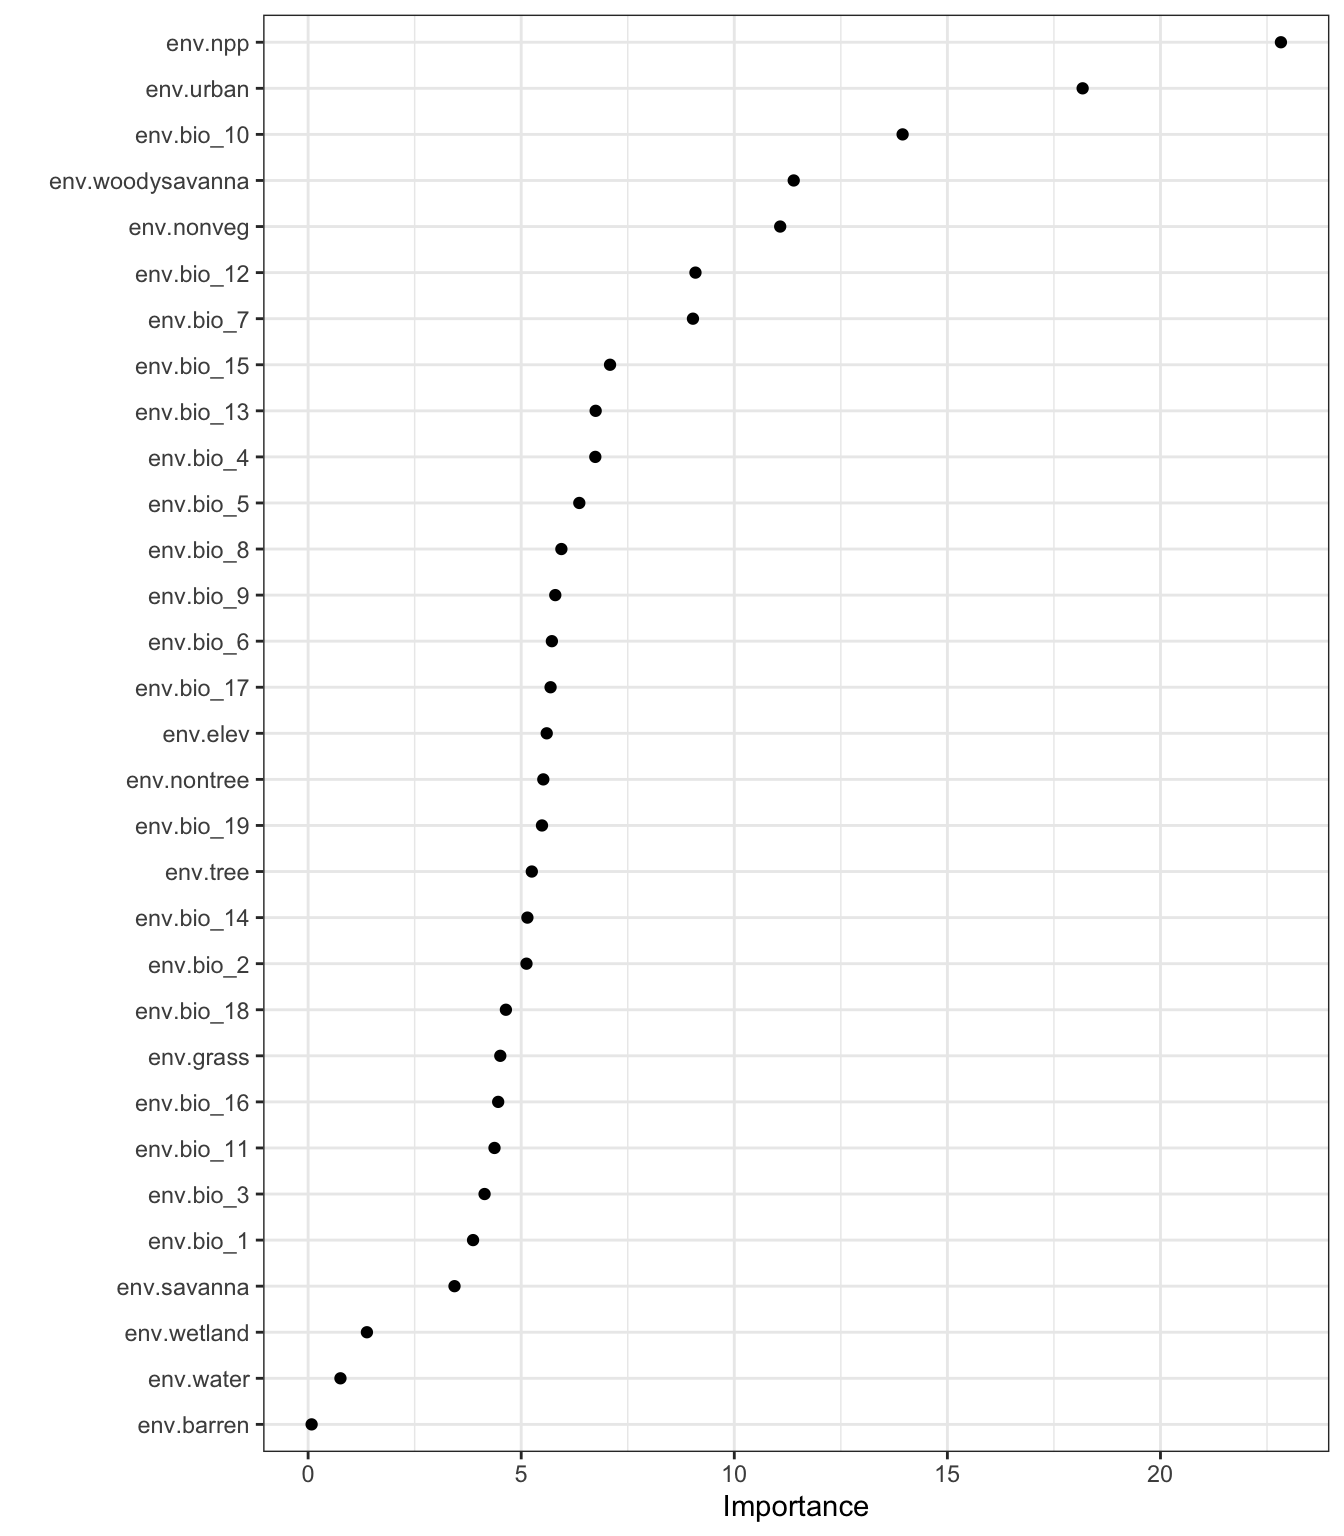 env.npp
env.urban
env.bio_10
env.woodysavanna
env.nonveg
env.bio_12
env.bio_7
env.bio_15
env.bio_13
env.bio_4
env.bio_5
env.bio_8
env.bio_9
env.bio_6
env.bio_17
env.elev
env.nontree
env.bio_19
env.tree
env.bio_14
env.bio_2
env.bio_18
env.grass
env.bio_16
env.bio_11
env.bio_3
env.bio_1
env.savanna
env.wetland
env.water
env.barren
0 5 10 15 20
Importance